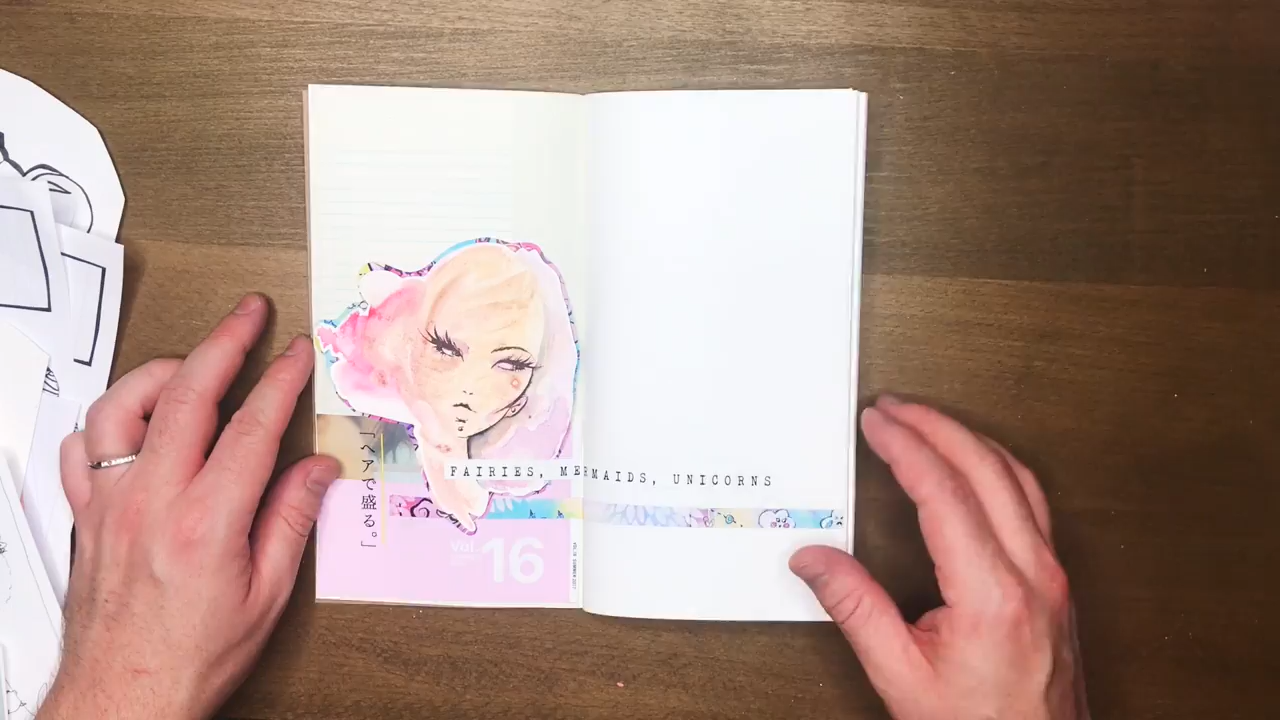 「ヘアで盛る。」
FAIRIES, MERMAIDS, UNICORNS
Vol
16